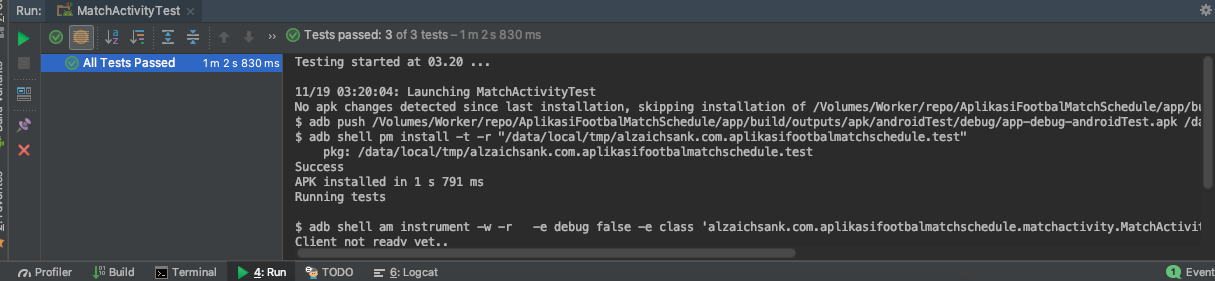 Run: MatchActivityTest
Tests passed: 3 of 3 tests – 1 m 2 s 830 ms
All Tests Passed 1 m 2 s 830 ms
Testing started at 03.20 ...
11/19 03:20:04: Launching MatchActivityTest
No apk changes detected since last installation, skipping installation of /Volumes/Worker/repo/AplikasiFootbalMatchSchedule/app/bu
$ adb push /Volumes/Worker/repo/AplikasiFootbalMatchSchedule/app/build/outputs/apk/androidTest/debug/app-debug-androidTest.apk /da
$ adb shell pm install -t -r "/data/local/tmp/alzaichsank.com.aplikasifootbalmatchschedule.test"
pkg: /data/local/tmp/alzaichsank.com.aplikasifootbalmatchschedule.test
Success
APK installed in 1 s 791 ms
Running tests
$ adb shell am instrument -w -r -e debug false -e class 'alzaichsank.com.aplikasifootbalmatchschedule.matchactivity.MatchActivit
Client not ready yet..
Profiler Build Terminal 4: Run TODO 6: Logcat 1 Event